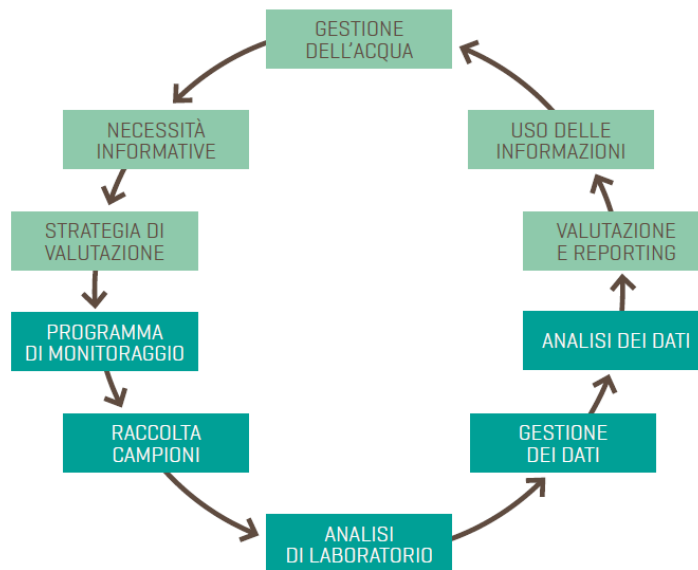 GESTIONE
DELL'ACQUA
NECESSITÀ
INFORMATIVE
STRATEGIA DI
VALUTAZIONE
PROGRAMMA
DI MONITORAGGIO
RACCOLTA
CAMPIONI
ANALISI
DI LABORATORIO
GESTIONE
DEI DATI
ANALISI DEI DATI
VALUTAZIONE
E REPORTING
USO DELLE
INFORMAZIONI